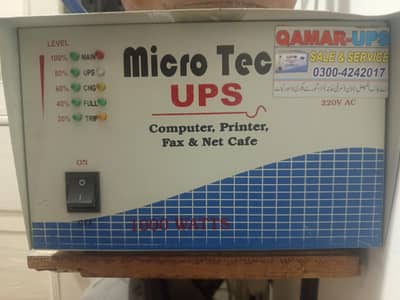 LEVEL
100% MAIN
80% UPS
60% CHG
40% FULL
20% TRIP
Micro Tec
UPS
Computer, Printer,
Fax & Net Cafe
QAMAR-UPS
SALE & SERVICE
0300-4242017
220V AC
ON
1000 WATTS